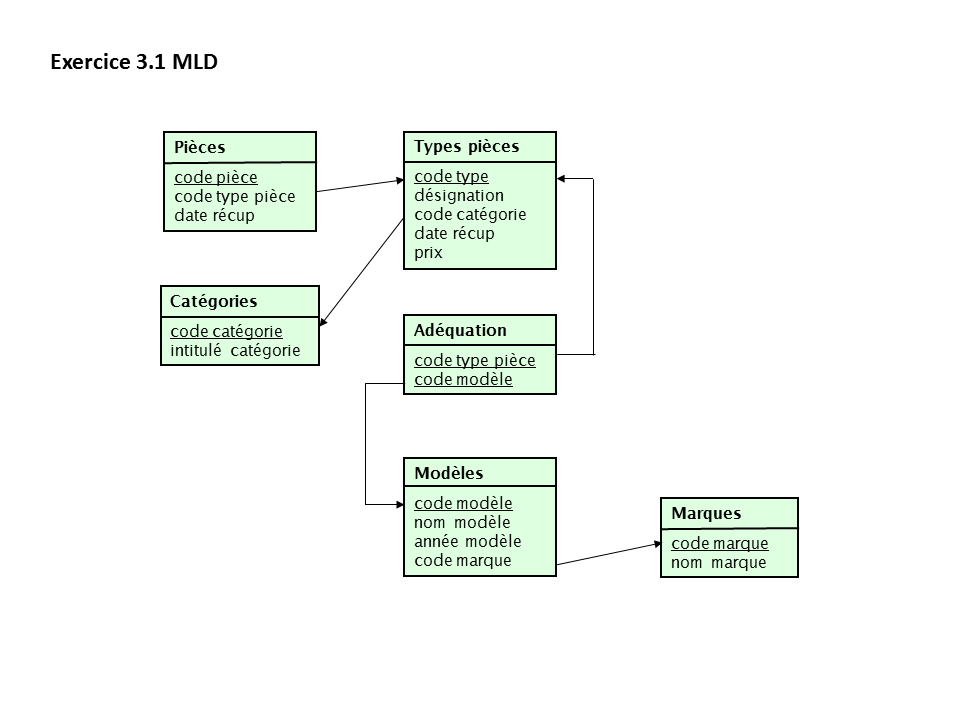 Exercice 3.1 MLD
Pièces
code pièce
code type pièce
date récup
Types pièces
code type
désignation
code catégorie
date récup
prix
Catégories
code catégorie
intitulé catégorie
Adéquation
code type pièce
code modèle
Modèles
code modèle
nom modèle
année modèle
code marque
Marques
code marque
nom marque